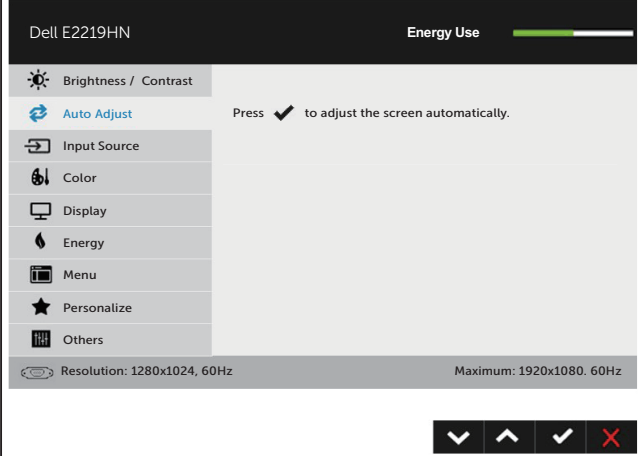 Dell E2219HN
Energy Use
Brightness / Contrast
Auto Adjust
Press to adjust the screen automatically.
Input Source
Color
Display
Energy
Menu
Personalize
Others
Resolution: 1280x1024, 60Hz
Maximum: 1920x1080. 60Hz